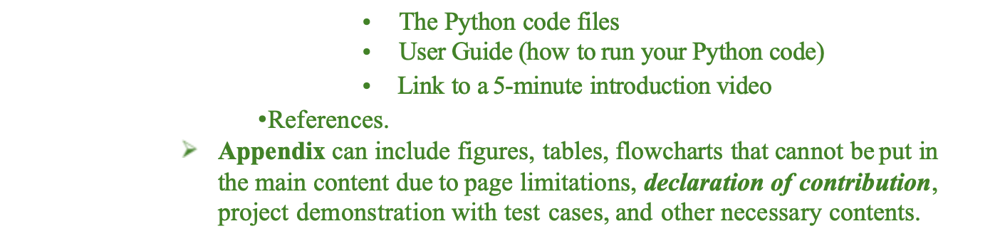 • The Python code files
• User Guide (how to run your Python code)
• Link to a 5-minute introduction video
•References.
➢ Appendix can include figures, tables, flowcharts that cannot be put in
the main content due to page limitations, declaration of contribution,
project demonstration with test cases, and other necessary contents.